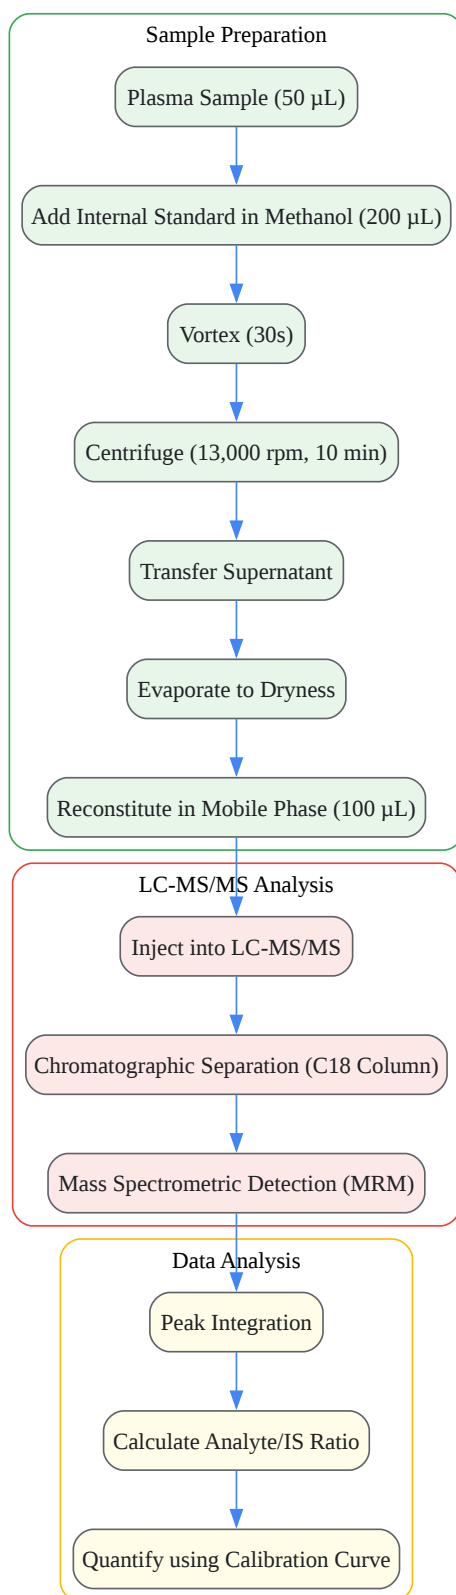 Sample Preparation
Plasma Sample (50 µL)
Add Internal Standard in Methanol (200 µL)
Vortex (30s)
Centrifuge (13,000 rpm, 10 min)
Transfer Supernatant
Evaporate to Dryness
Reconstitute in Mobile Phase (100 µL)
LC-MS/MS Analysis
Inject into LC-MS/MS
Chromatographic Separation (C18 Column)
Mass Spectrometric Detection (MRM)
Data Analysis
Peak Integration
Calculate Analyte/IS Ratio
Quantify using Calibration Curve